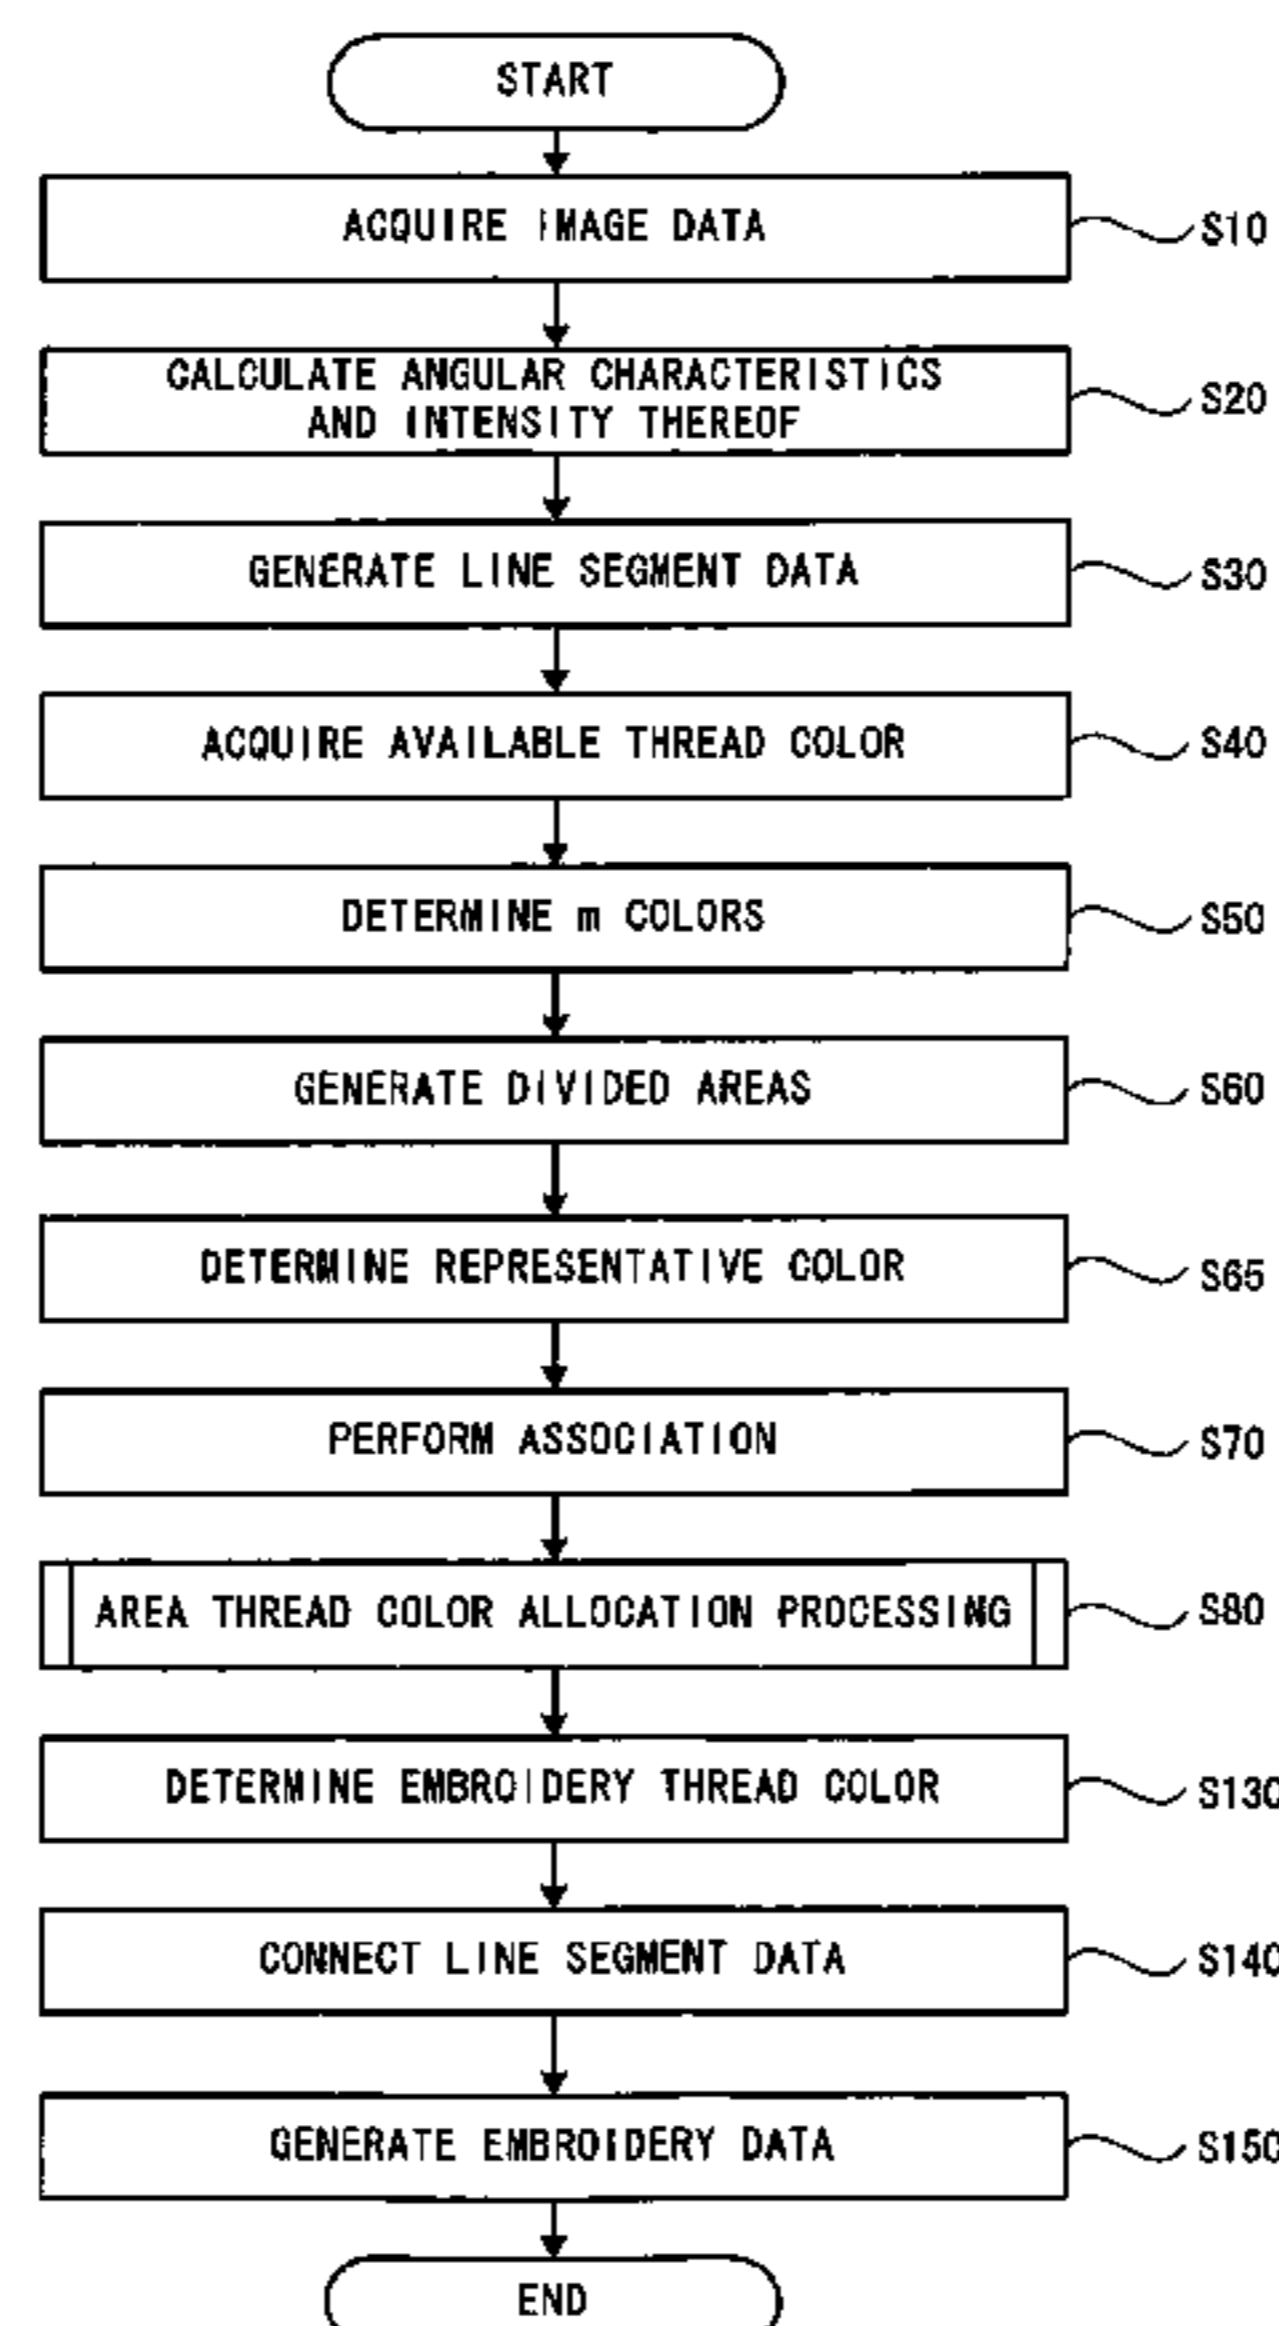 START
ACQUIRE IMAGE DATA
S10
CALCULATE ANGULAR CHARACTERISTICS
AND INTENSITY THEREOF
S20
GENERATE LINE SEGMENT DATA
S30
ACQUIRE AVAILABLE THREAD COLOR
S40
DETERMINE m COLORS
S50
GENERATE DIVIDED AREAS
S60
DETERMINE REPRESENTATIVE COLOR
S65
PERFORM ASSOCIATION
S70
AREA THREAD COLOR ALLOCATION PROCESSING
S80
DETERMINE EMBROIDERY THREAD COLOR
S130
CONNECT LINE SEGMENT DATA
S140
GENERATE EMBROIDERY DATA
S150
END